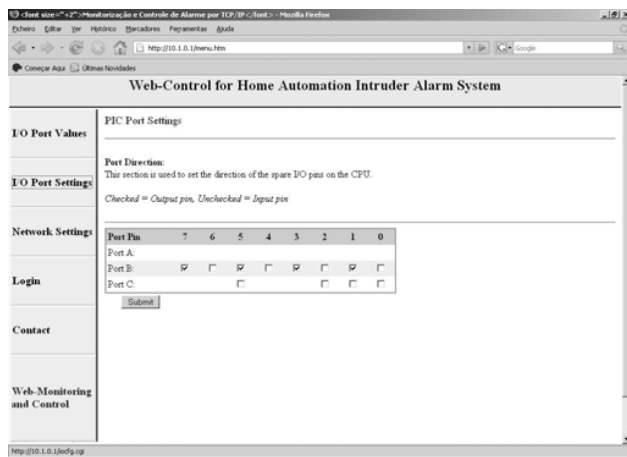 <font size="+2">Monitorização e Controle de Alarme por TCP/IP</font> - Mozilla Firefox
Ficheiro Editar Ver Histórico Marcadores Ferramentas Ajuda
http://10.1.0.1/menu.htm
Google
Começar Aqui Últimas Novidades
Web-Control for Home Automation Intruder Alarm System
I/O Port Values
I/O Port Settings
Network Settings
Login
Contact
Web-Monitoring
and Control
PIC Port Settings
Port Direction:
This section is used to set the direction of the spare I/O pins on the CPU.
Checked = Output pin, Unchecked = Input pin
Port Pin 7 6 5 4 3 2 1 0
Port A:
Port B:
Port C:
Submit
http://10.1.0.1/iocfg.cgi